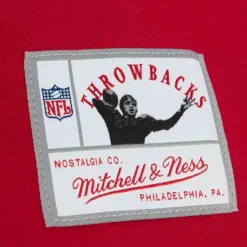 THROWBACKS
NFL
NOSTALGIA CO.
Mitchell & Ness
PHILADELPHIA, PA.